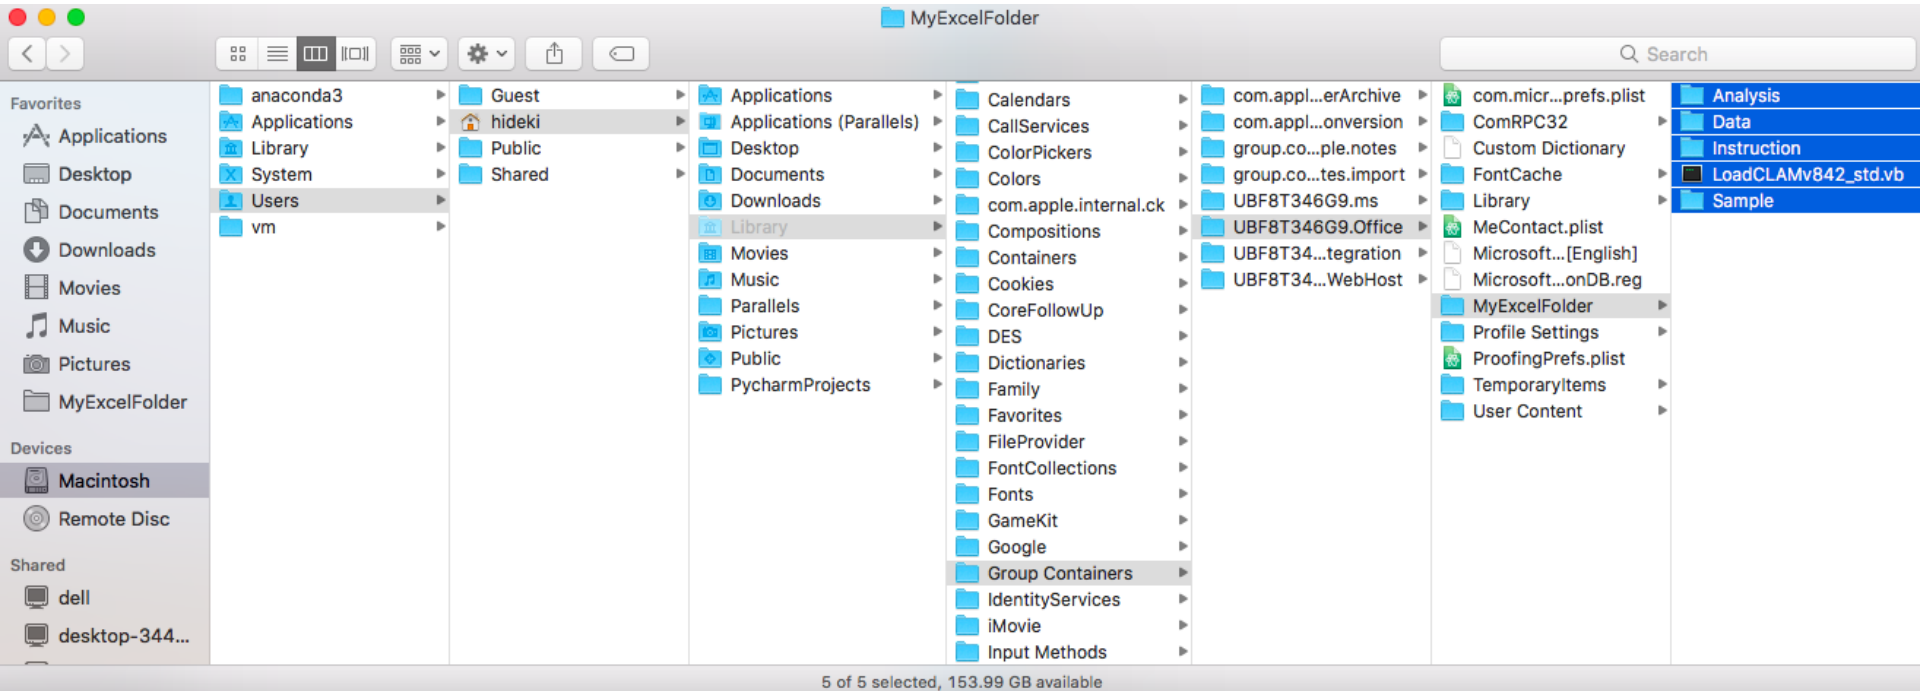 MyExcelFolder
Search
Favorites
Applications
Desktop
Documents
Downloads
Movies
Music
Pictures
MyExcelFolder
Devices
Macintosh
Remote Disc
Shared
dell
desktop-344...
anaconda3
Applications
Library
System
Users
vm
Guest
hideki
Public
Shared
Applications
Applications (Parallels)
Desktop
Documents
Downloads
Library
Movies
Music
Parallels
Pictures
Public
PycharmProjects
Calendars
CallServices
ColorPickers
Colors
com.apple.internal.ck
Compositions
Containers
Cookies
CoreFollowUp
DES
Dictionaries
Family
Favorites
FileProvider
FontCollections
Fonts
GameKit
Google
Group Containers
IdentityServices
iMovie
Input Methods
com.appl...erArchive
com.appl...onversion
group.co...ple.notes
group.co...tes.import
UBF8T346G9.ms
UBF8T346G9.Office
UBF8T34...tegration
UBF8T34...WebHost
com.micr...prefs.plist
ComRPC32
Custom Dictionary
FontCache
Library
MeContact.plist
Microsoft...[English]
Microsoft...onDB.reg
MyExcelFolder
Profile Settings
ProofingPrefs.plist
TemporaryItems
User Content
Analysis
Data
Instruction
LoadCLAMv842_std.vb
Sample
5 of 5 selected, 153.99 GB available